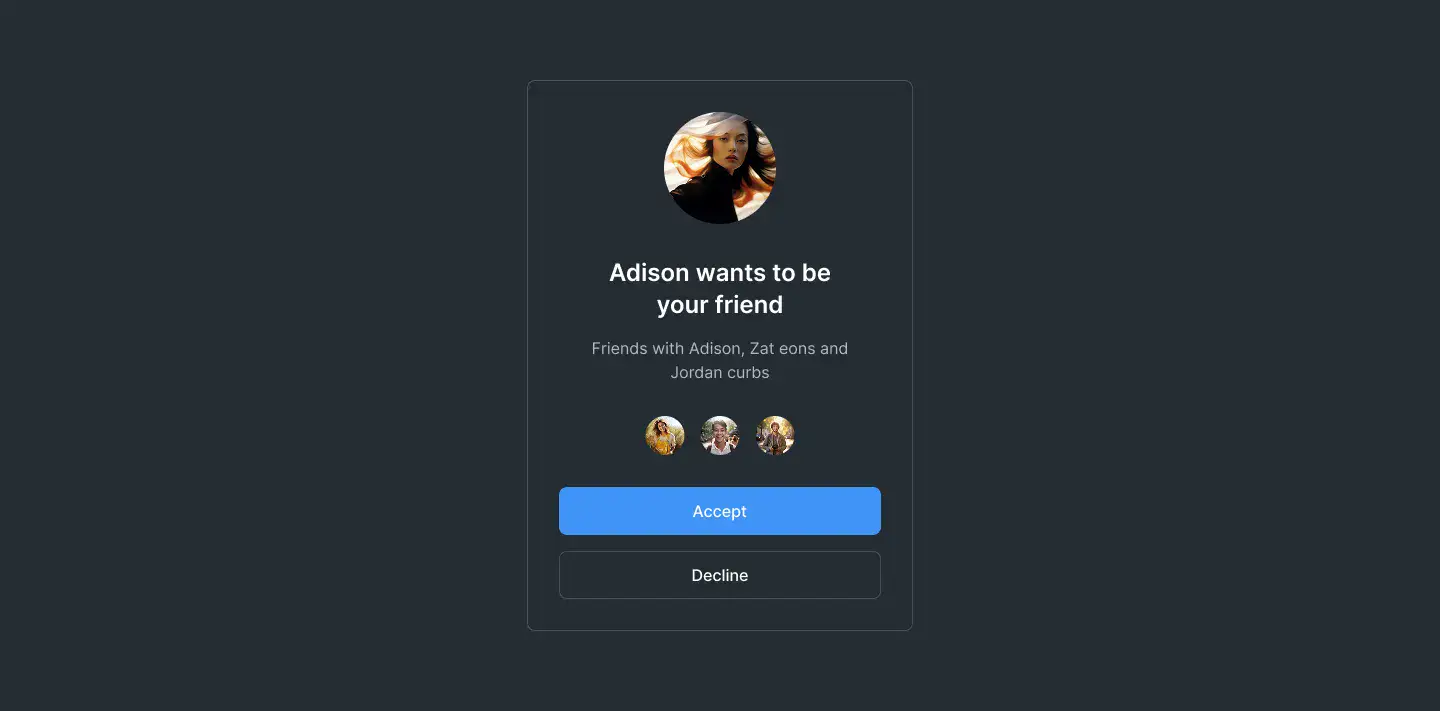 Adison wants to be
your friend
Friends with Adison, Zat eons and
Jordan curbs
Accept
Decline